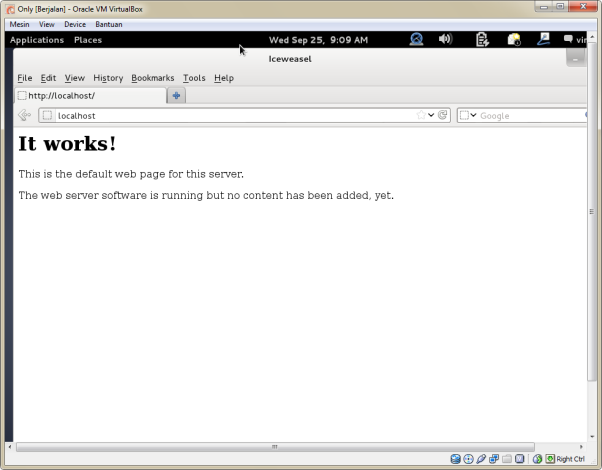 Only [Berjalan] - Oracle VM VirtualBox
Mesin View Device Bantuan
Applications Places Wed Sep 25, 9:09 AM
Iceweasel
File Edit View History Bookmarks Tools Help
http://localhost/
localhost Google
It works!
This is the default web page for this server.
The web server software is running but no content has been added, yet.
Right Ctrl